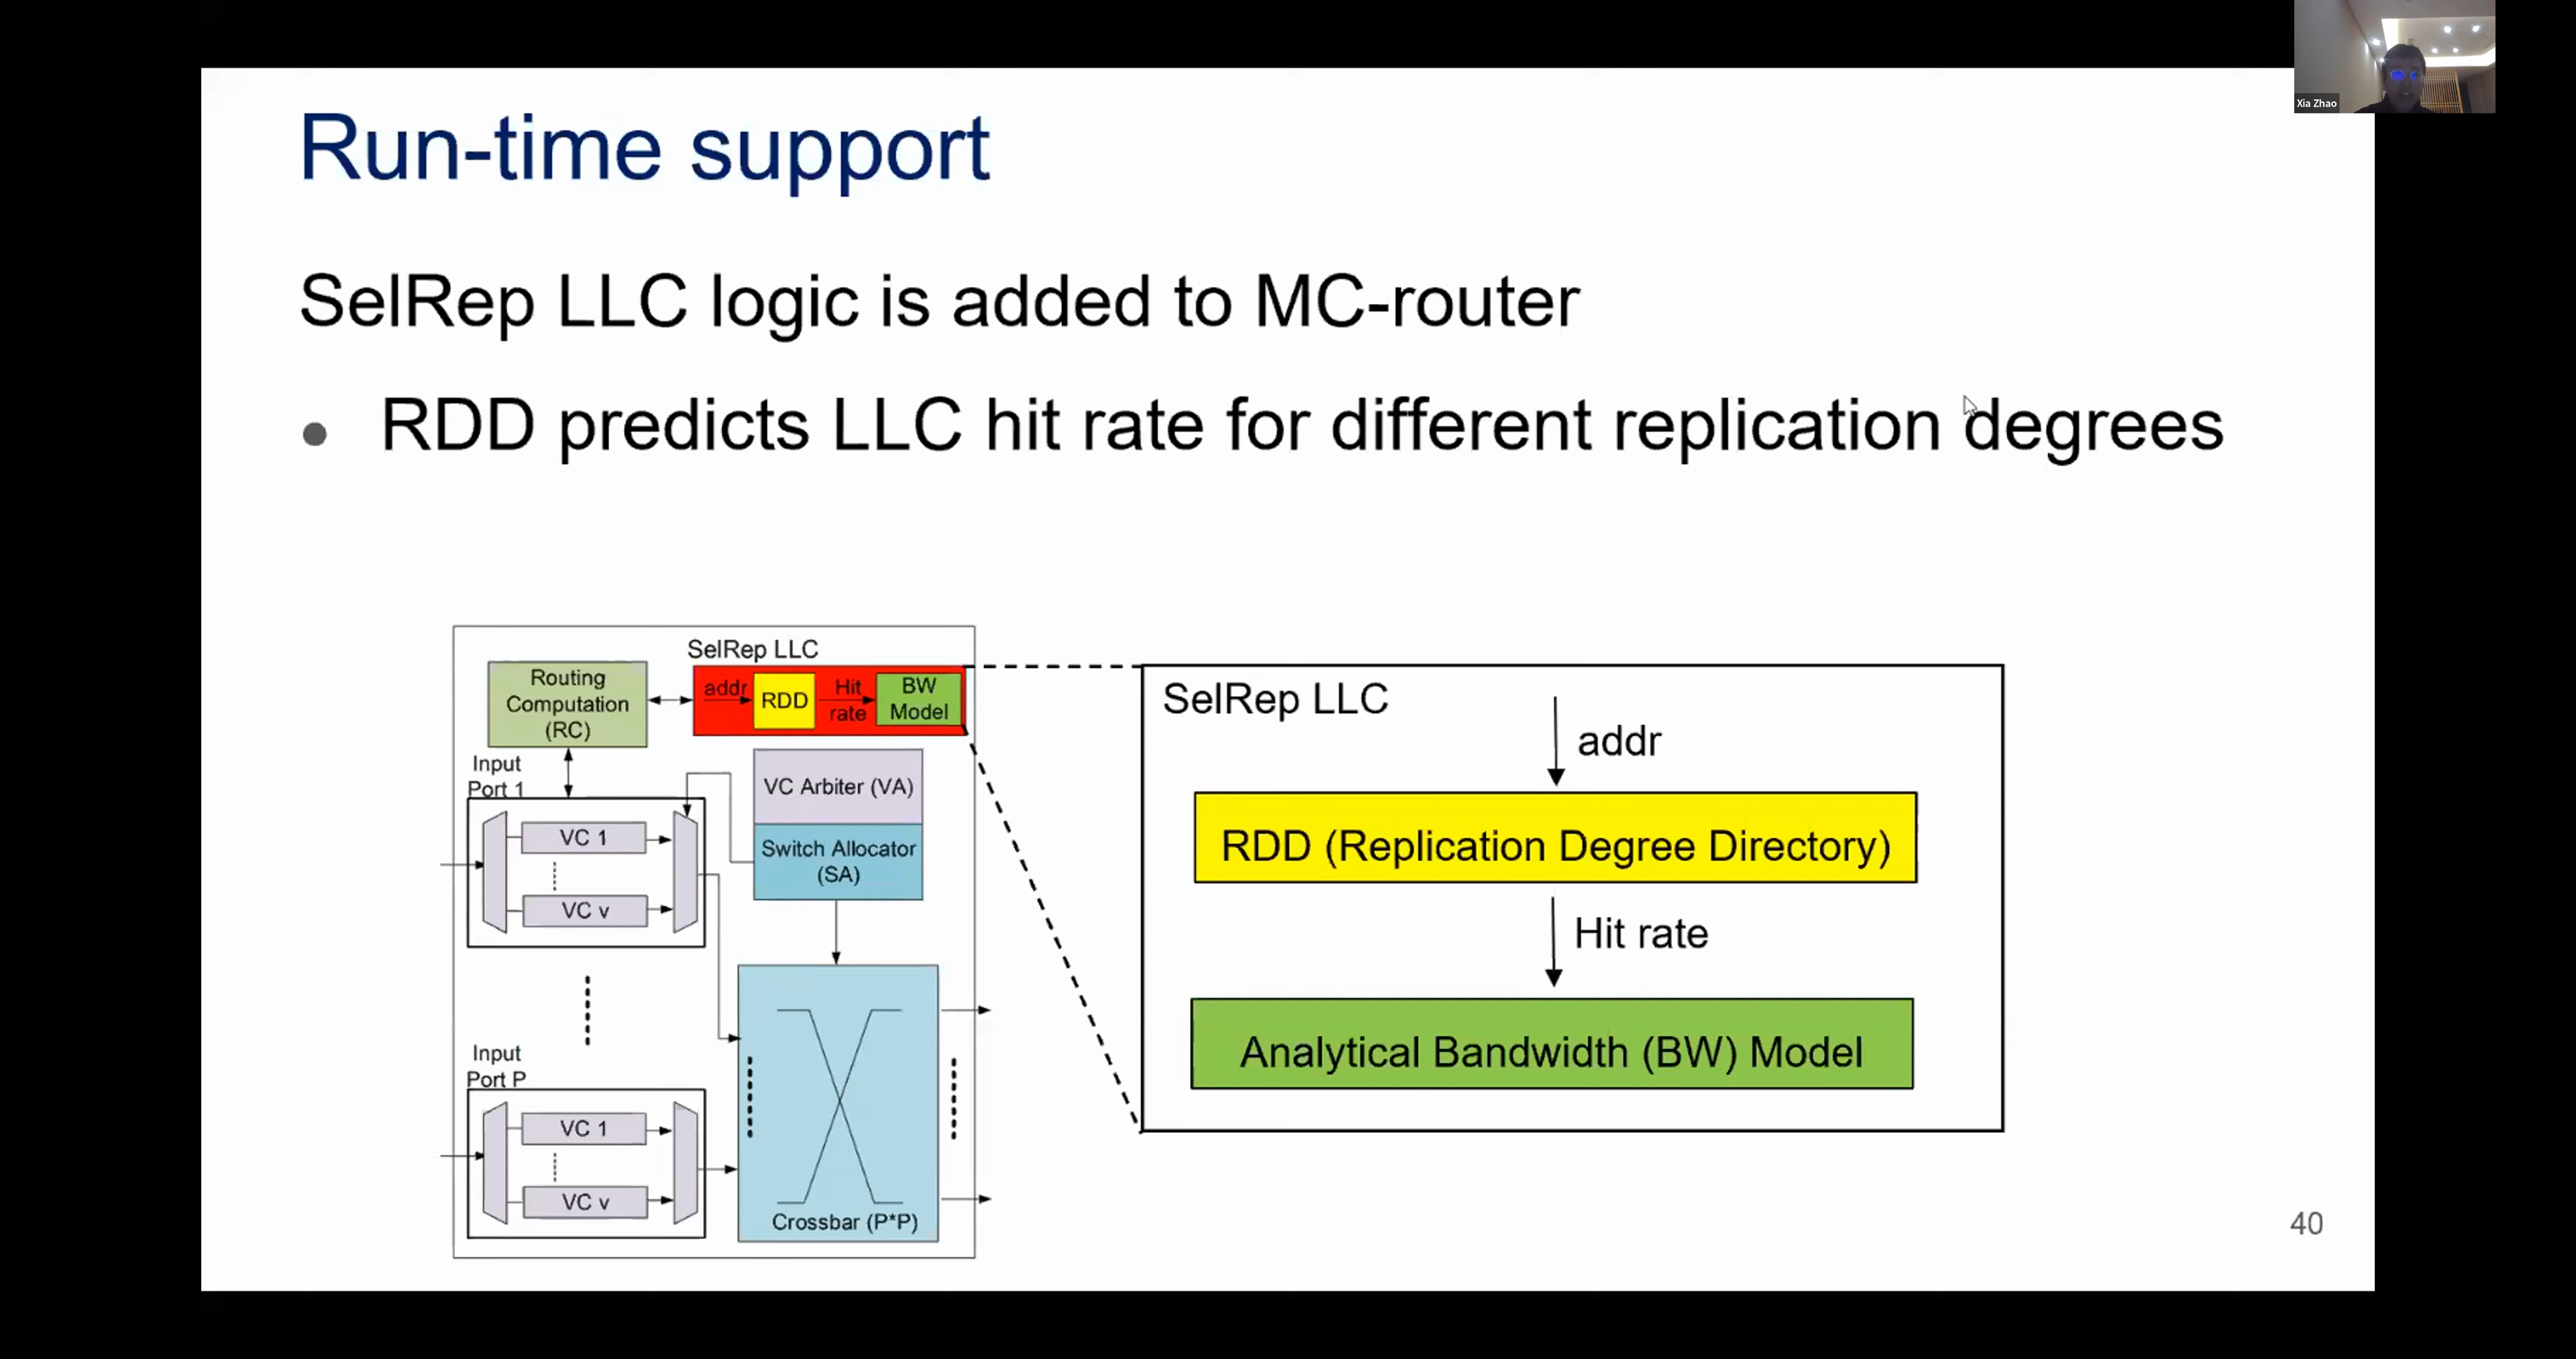 Xia Zhao
Run-time support
SelRep LLC logic is added to MC-router
• RDD predicts LLC hit rate for different replication degrees
SelRep LLC
Routing
Computation
(RC)
addr
RDD
Hit
rate
BW
Model
Input
Port 1
VC 1
VC v
VC Arbiter (VA)
Switch Allocator
(SA)
Input
Port P
VC 1
VC v
Crossbar (P*P)
SelRep LLC
addr
RDD (Replication Degree Directory)
Hit rate
Analytical Bandwidth (BW) Model
40